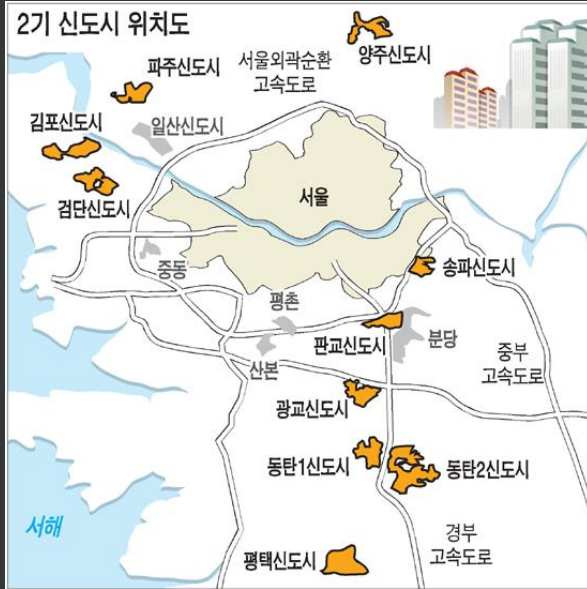 2기 신도시 위치도
양주신도시
파주신도시
서울외곽순환
고속도로
김포신도시
일산신도시
검단신도시
서울
중동
송파신도시
평촌
판교신도시
분당
산본
중부
고속도로
광교신도시
동탄1신도시
동탄2신도시
서해
경부
고속도로
평택신도시